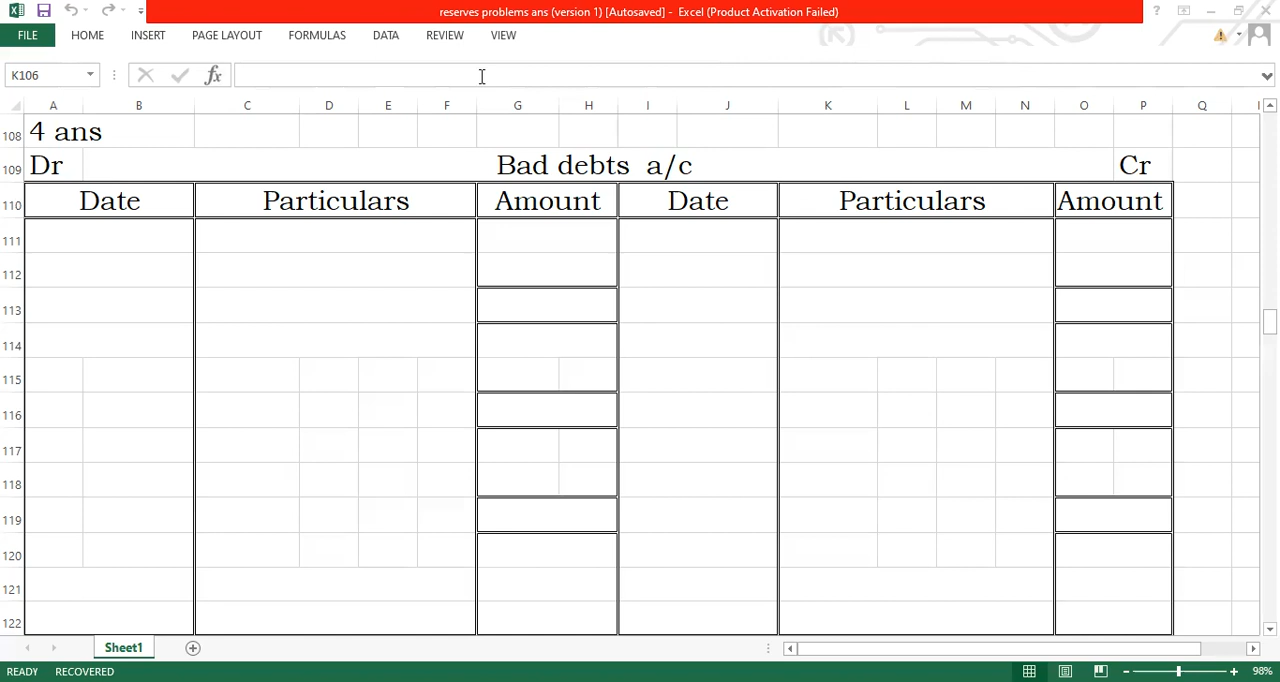 reserves problems ans (version 1) [Autosaved] - Excel (Product Activation Failed)
FILE HOME INSERT PAGE LAYOUT FORMULAS DATA REVIEW VIEW
K106 fx
A B C D E F G H I J K L M N O P Q
108 4 ans
109 Dr Bad debts a/c Cr
110 Date Particulars Amount Date Particulars Amount
111
112
113
114
115
116
117
118
119
120
121
122
Sheet1
READY RECOVERED 98%